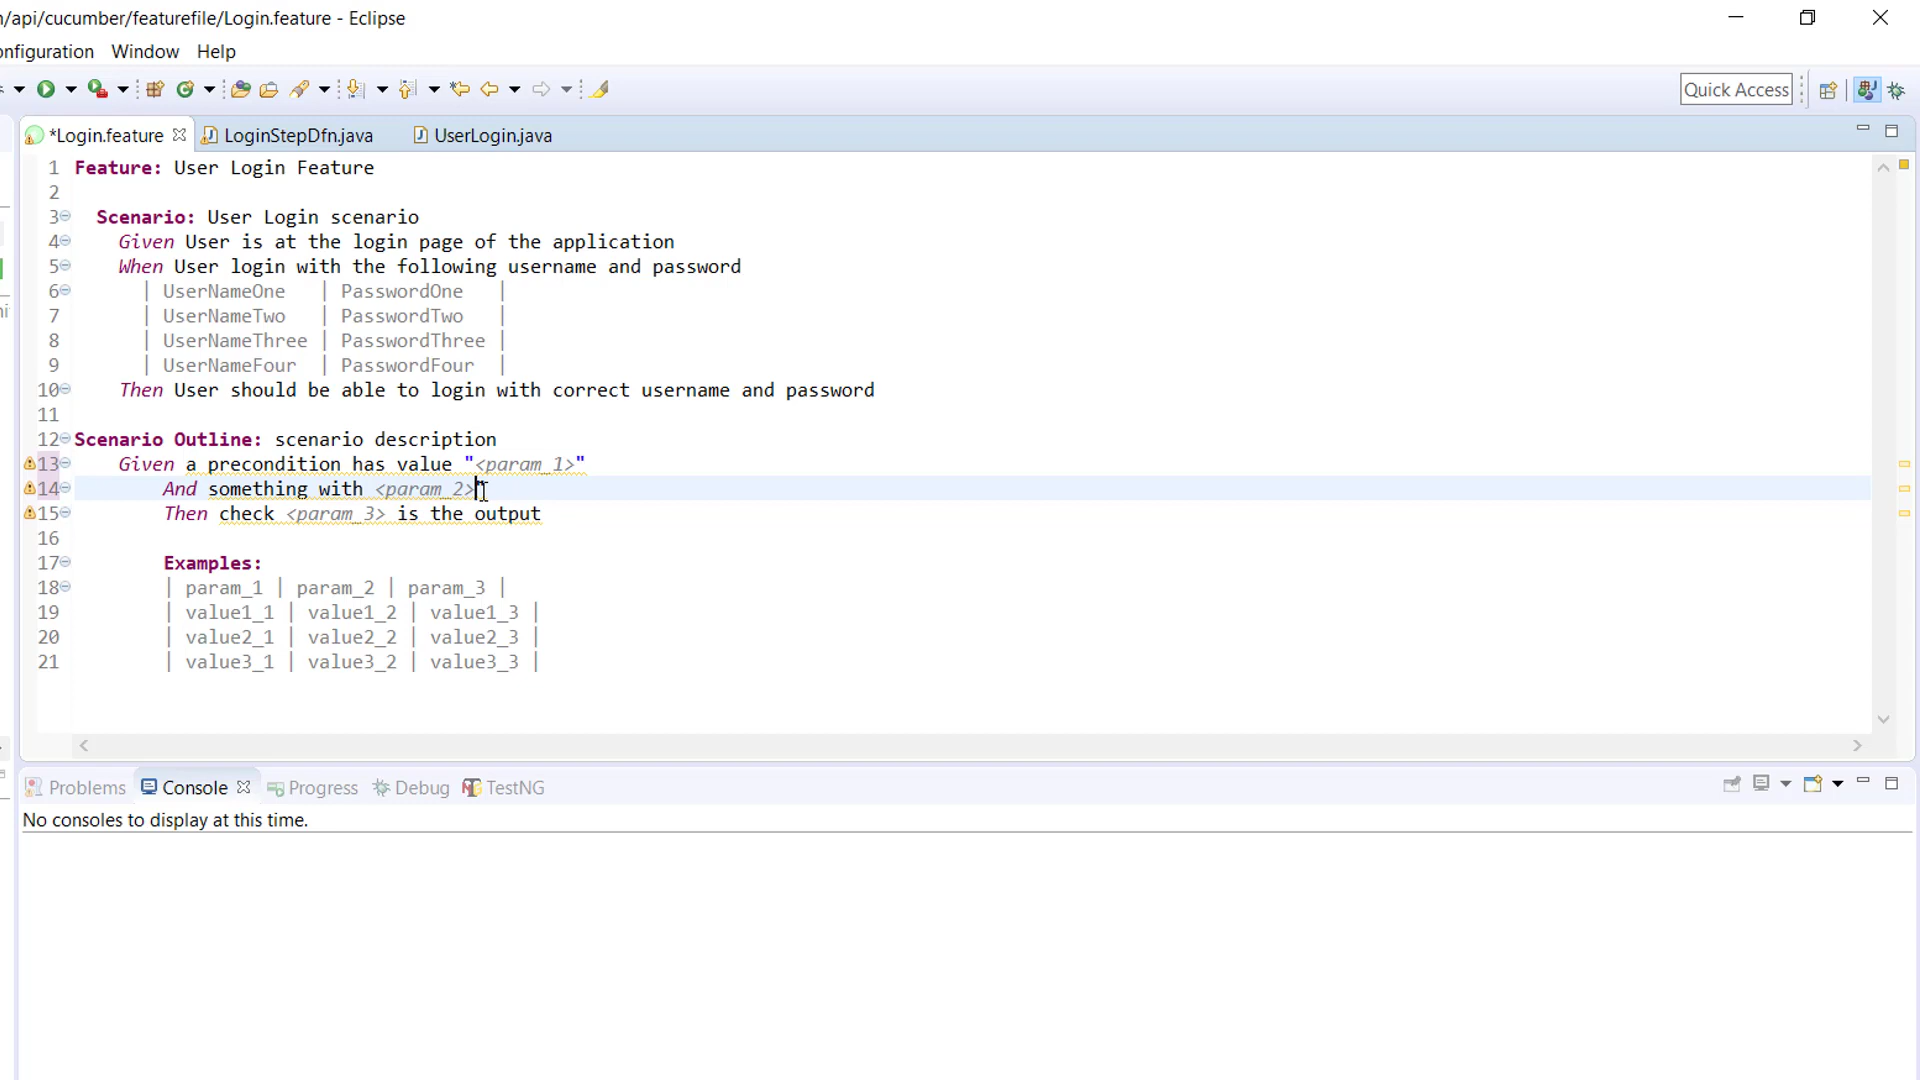 n/api/cucumber/featurefile/Login.feature - Eclipse
onfiguration Window Help
Quick Access
*Login.feature LoginStepDfn.java UserLogin.java
1 Feature: User Login Feature
2
3 Scenario: User Login scenario
4 Given User is at the login page of the application
5 When User login with the following username and password
6 | UserNameOne | PasswordOne |
7 | UserNameTwo | PasswordTwo |
8 | UserNameThree | PasswordThree |
9 | UserNameFour | PasswordFour |
10 Then User should be able to login with correct username and password
11
12 Scenario Outline: scenario description
13 Given a precondition has value "<param_1>"
14 And something with <param_2>"
15 Then check <param_3> is the output
16
17 Examples:
18 | param_1 | param_2 | param_3 |
19 | value1_1 | value1_2 | value1_3 |
20 | value2_1 | value2_2 | value2_3 |
21 | value3_1 | value3_2 | value3_3 |
Problems Console Progress Debug TestNG
No consoles to display at this time.